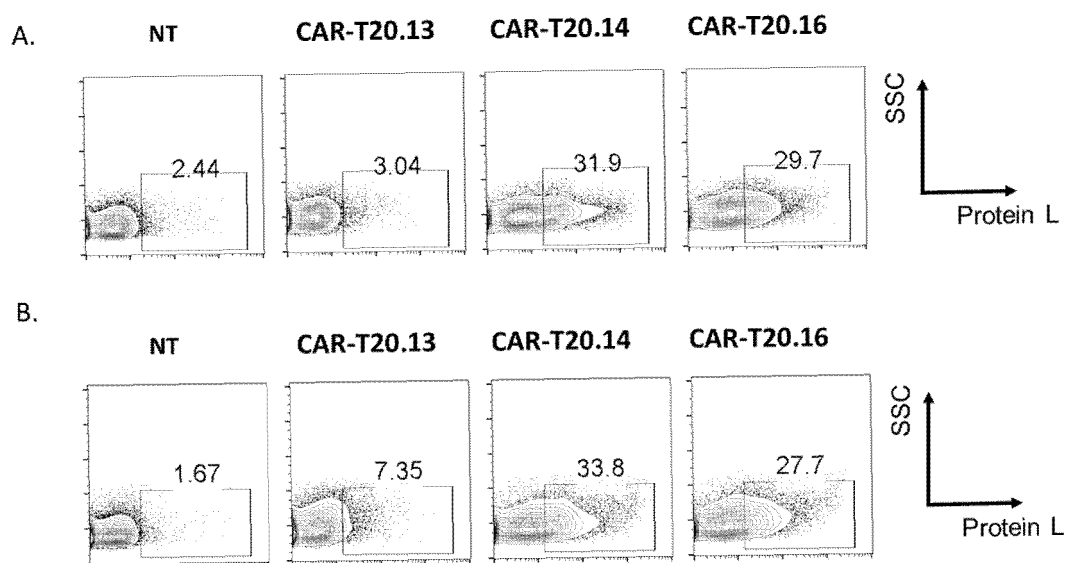 A.
NT CAR-T20.13 CAR-T20.14 CAR-T20.16
2.44 3.04 31.9 29.7
SSC
Protein L
B.
NT CAR-T20.13 CAR-T20.14 CAR-T20.16
1.67 7.35 33.8 27.7
SSC
Protein L